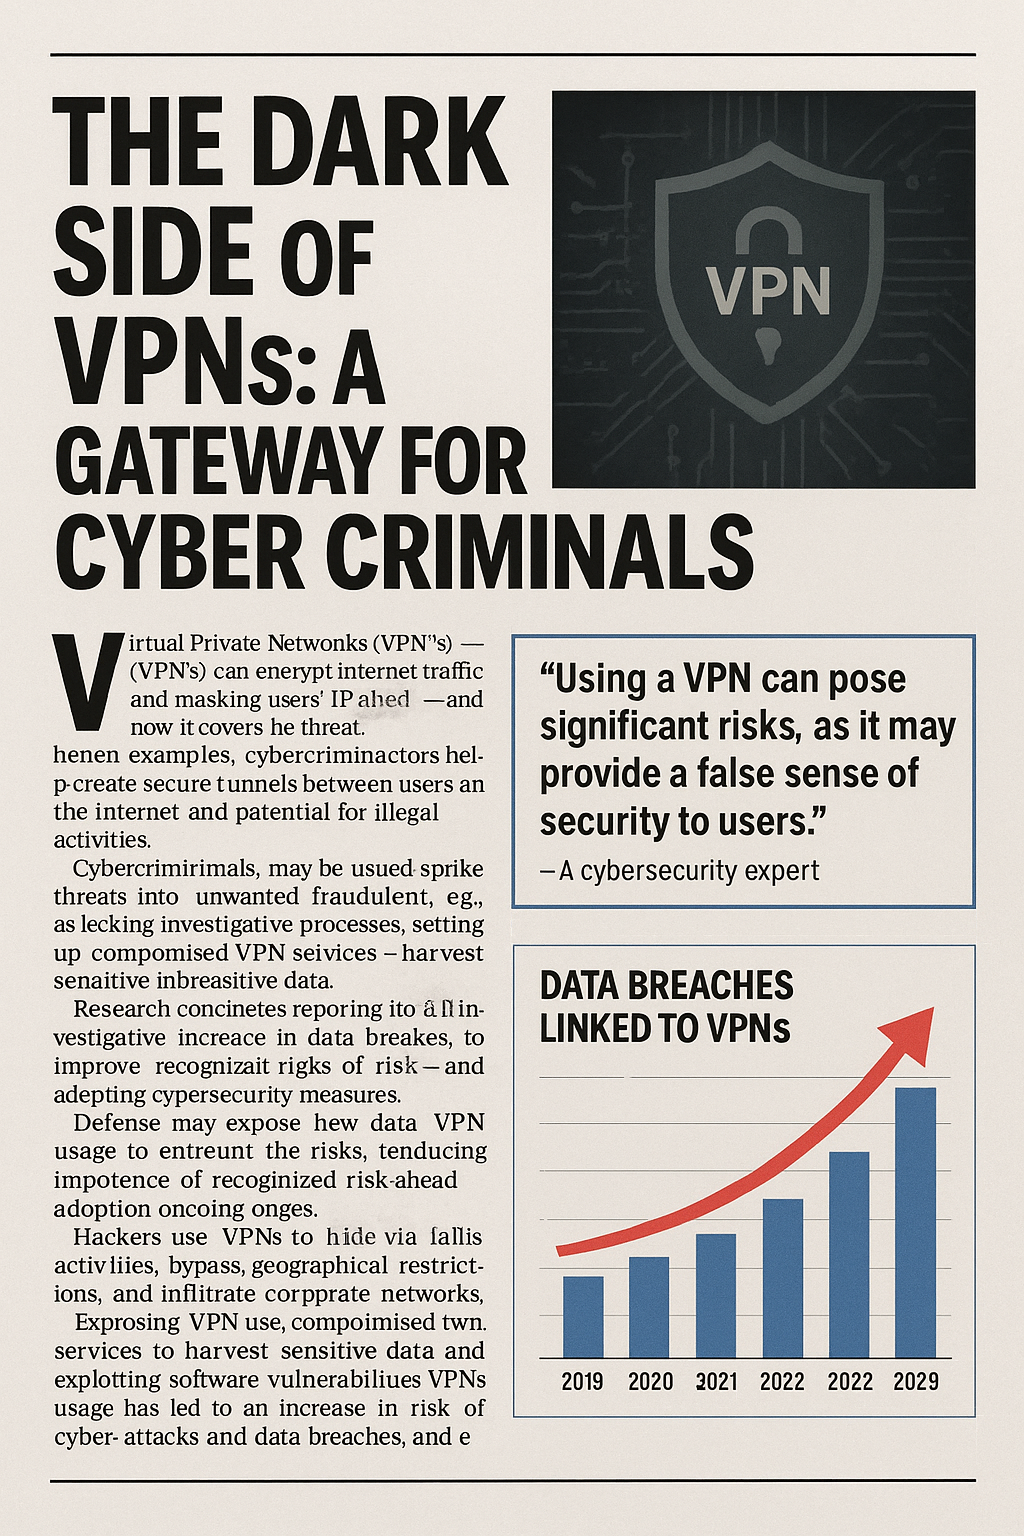 THE DARK
SIDE OF
VPNs: A
GATEWAY FOR
CYBER CRIMINALS
VPN
Virtual Private Netwonks (VPN"s) —
(VPN's) can enerypt internet traffic
and masking users' IP ahed —and
now it covers he threat.
henen examples, cybercriminactors hel-
p-create secure tunnels between users an
the internet and patential for illegal
activities.
Cybercrimirimals, may be usued sprike
threats into unwanted fraudulent, eg.,
as lecking investigative processes, setting
up compomised VPN seivices – harvest
senaitive inbreasitive data.
Research concinetes reporing ito all in-
vestigative increace in data breakes, to
improve recognizait rigks of risk — and
adepting cypersecurity measures.
Defense may expose hew data VPN
usage to entreunt the risks, tenducing
impotence of recoginized risk-ahead
adoption oncoing onges.
Hackers use VPNs to hide via
activliies, bypass, geographical restrict-
ions, and inflitrate corpprate networks,
Exprosing VPN use, compoimised twn.
services to harvest sensitive data and
explotting software vulnerabiliues VPNs
usage has led to an increase in risk of
cyber- attacks and data breaches, and e
“Using a VPN can pose
significant risks, as it may
provide a false sense of
security to users.”
– A cybersecurity expert
DATA BREACHES
LINKED TO VPNs
2019 2020 2021 2022 2022 2029